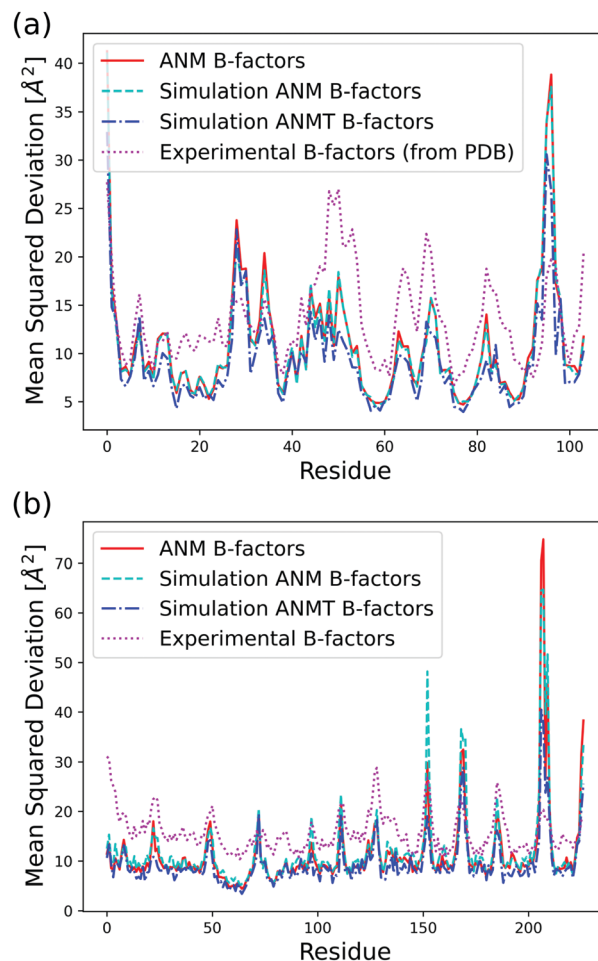 (a)
ANM B-factors
Simulation ANM B-factors
Simulation ANMT B-factors
Experimental B-factors (from PDB)
Mean Squared Deviation [Å²]
40
35
30
25
20
15
10
5
0 20 40 60 80 100
Residue
(b)
ANM B-factors
Simulation ANM B-factors
Simulation ANMT B-factors
Experimental B-factors
Mean Squared Deviation [Å²]
70
60
50
40
30
20
10
0
0 50 100 150 200
Residue